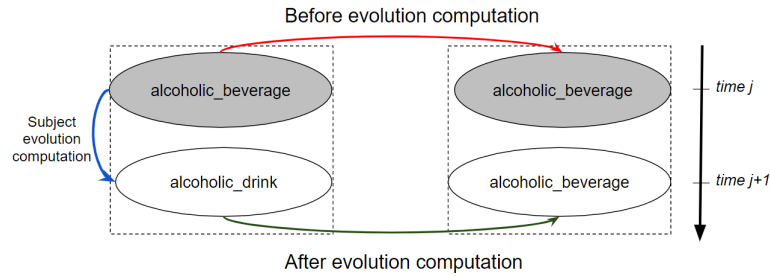 Before evolution computation
alcoholic_beverage
alcoholic_beverage
time j
Subject
evolution
computation
alcoholic_drink
alcoholic_beverage
time j+1
After evolution computation